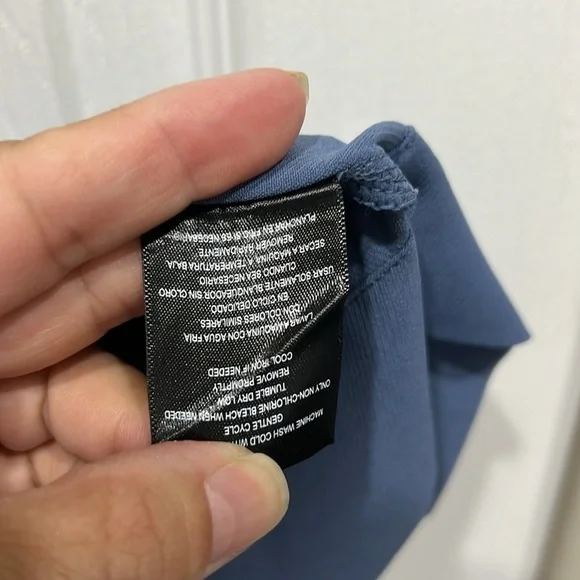 MACHINE WASH COLD WITH
GENTLE CYCLE
ONLY NON-CHLORINE BLEACH WHEN NEEDED
TUMBLE DRY LOW
REMOVE PROMPTLY
COOL IRON IF NEEDED
LAVAR A MAQUINA CON AGUA FRIA
CON COLORES SIMILARES
EN CICLO DELICADO
USAR SOLAMENTE BLANQUEADOR SIN CLORO
CUANDO SEA NECESARIO
SECAR A MAQUINA A TEMPERATURA BAJA
REMOVER RAPIDAMENTE
PLANCHAR EN FRIO SI ES NECESARIO